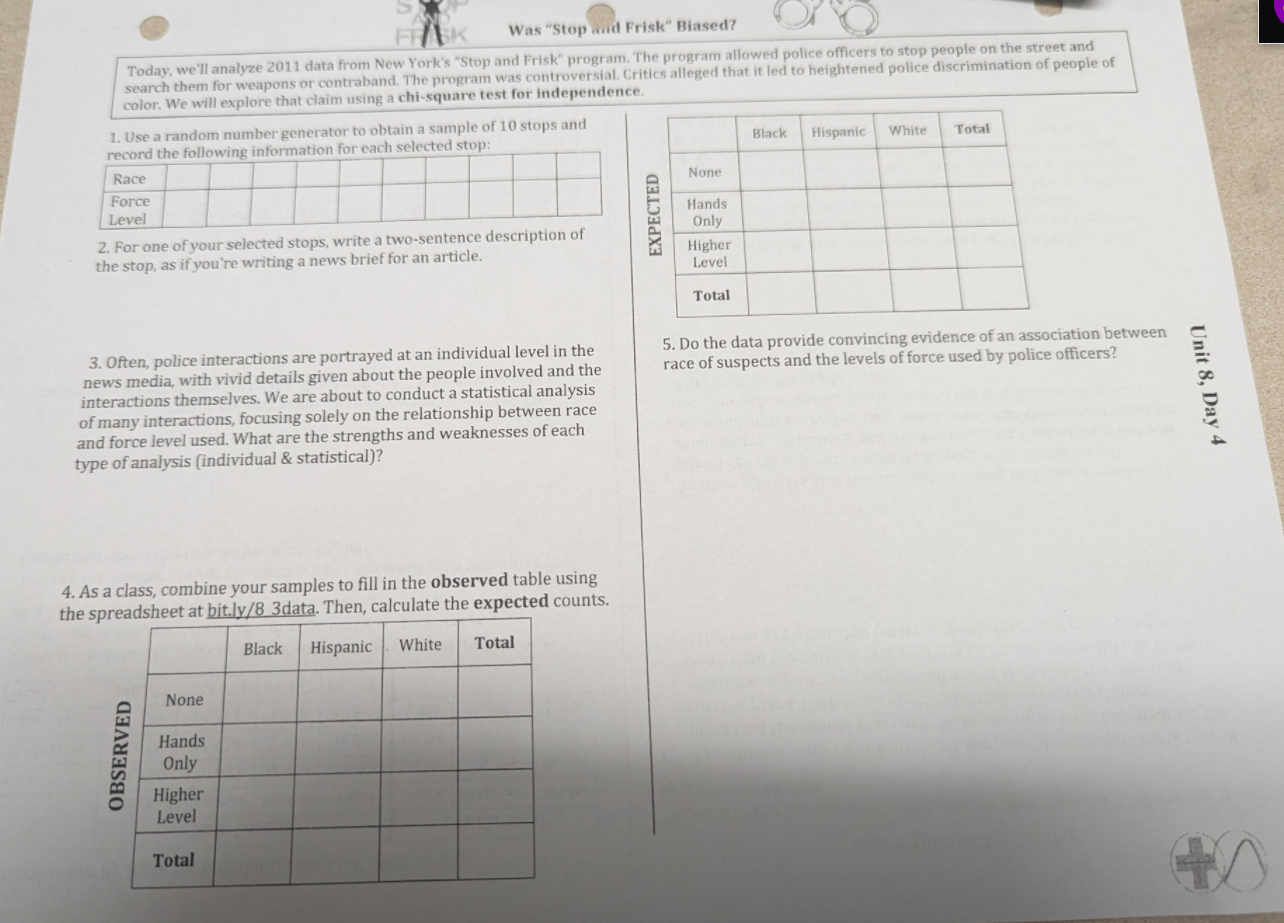 STOP
AND
FRISK
Was "Stop and Frisk" Biased?
Today, we'll analyze 2011 data from New York's "Stop and Frisk" program. The program allowed police officers to stop people on the street and
search them for weapons or contraband. The program was controversial. Critics alleged that it led to heightened police discrimination of people of
color. We will explore that claim using a chi-square test for independence.
1. Use a random number generator to obtain a sample of 10 stops and
record the following information for each selected stop:
Race
Force
Level
2. For one of your selected stops, write a two-sentence description of
the stop, as if you're writing a news brief for an article.
3. Often, police interactions are portrayed at an individual level in the
news media, with vivid details given about the people involved and the
interactions themselves. We are about to conduct a statistical analysis
of many interactions, focusing solely on the relationship between race
and force level used. What are the strengths and weaknesses of each
type of analysis (individual & statistical)?
4. As a class, combine your samples to fill in the observed table using
the spreadsheet at bit.ly/8_3data. Then, calculate the expected counts.
OBSERVED
Black Hispanic White Total
None
Hands
Only
Higher
Level
Total
EXPECTED
Black Hispanic White Total
None
Hands
Only
Higher
Level
Total
5. Do the data provide convincing evidence of an association between
race of suspects and the levels of force used by police officers?
Unit 8, Day 4